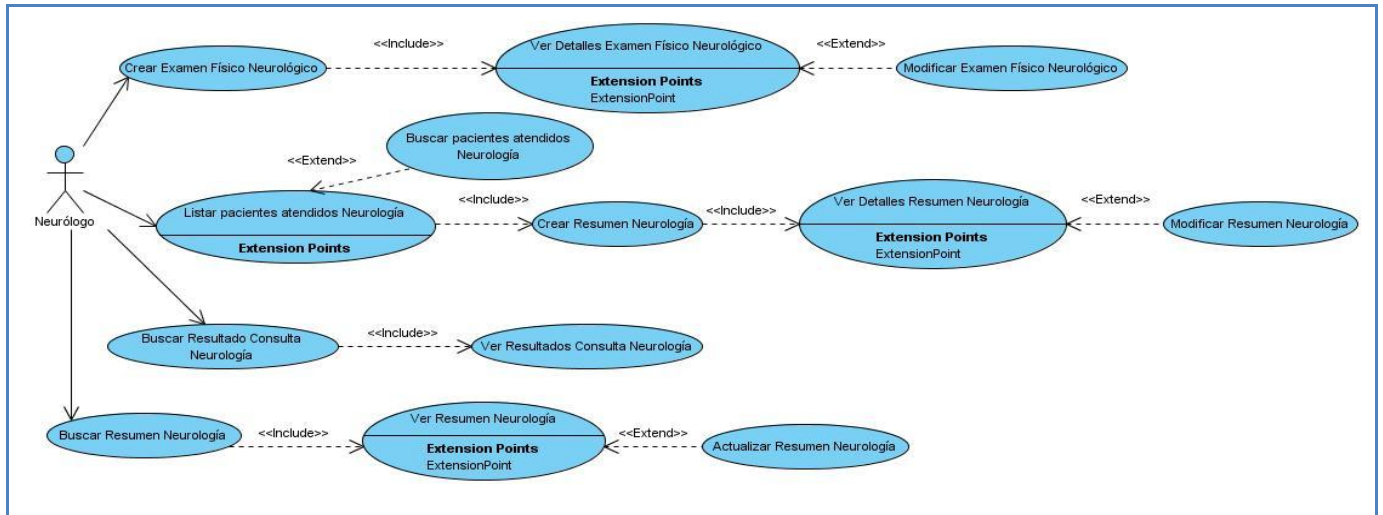 <<Include>>
Ver Detalles Examen Físico Neurológico
<<Extend>>
Crear Examen Físico Neurológico
Modificar Examen Físico Neurológico
Extension Points
ExtensionPoint
Buscar pacientes atendidos
Neurología
<<Extend>>
Neurólogo
Listar pacientes atendidos Neurología
Extension Points
<<Include>>
Crear Resumen Neurología
<<Include>>
Ver Detalles Resumen Neurología
Extension Points
ExtensionPoint
<<Extend>>
Modificar Resumen Neurología
Buscar Resultado Consulta
Neurología
<<Include>>
Ver Resultados Consulta Neurología
Buscar Resumen Neurología
<<Include>>
Ver Resumen Neurología
Extension Points
ExtensionPoint
<<Extend>>
Actualizar Resumen Neurología